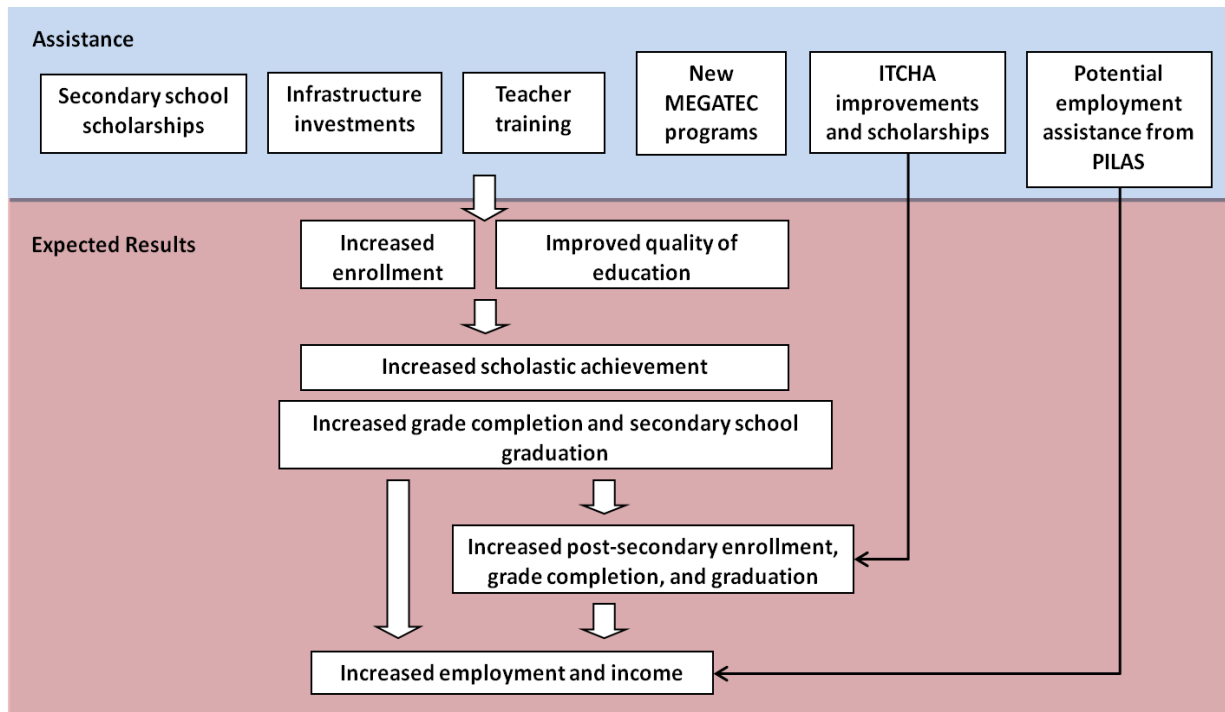 Assistance
Secondary school
scholarships
Infrastructure
investments
Teacher
training
New
MEGATEC
programs
ITCHA
improvements
and scholarships
Potential
employment
assistance from
PILAS
Expected Results
Increased
enrollment
Improved quality of
education
Increased scholastic achievement
Increased grade completion and secondary school
graduation
Increased post-secondary enrollment,
grade completion, and graduation
Increased employment and income